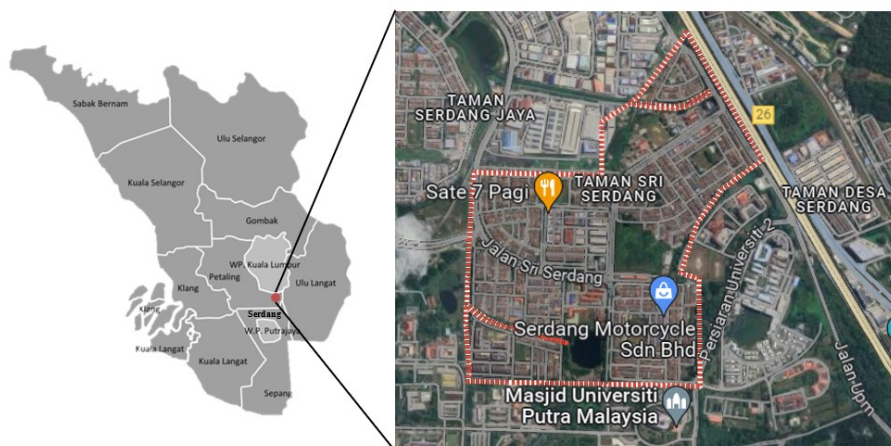 Sabak Bernam
Ulu Selangor
Kuala Selangor
Gombak
WP. Kuala Lumpur
Petaling
Klang
Ulu Langat
Klang
Serdang
W.P. Putrajaya
Kuala Langat
Kuala Langat
Sepang
TAMAN
SERDANG JAYA
26
Sate 7 Pagi
TAMAN SRI
SERDANG
TAMAN DESA
SERDANG
Jalan Sri Serdang
Persiaran Universiti 2
Serdang Motorcycle
Sdn Bhd
Jalan Upm
Masjid Universiti
Putra Malaysia